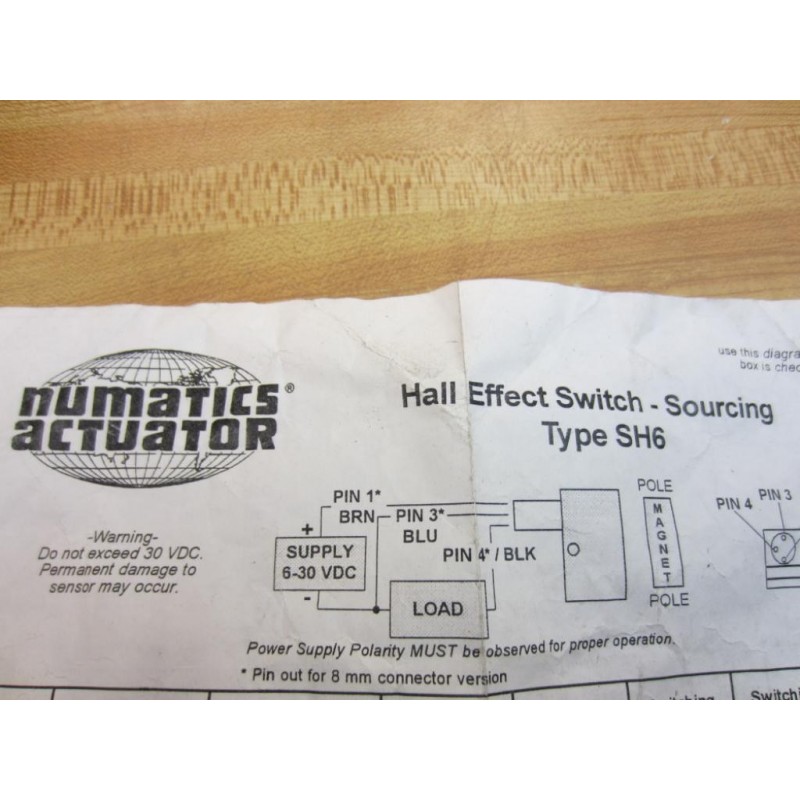 numatics®
actuator
use this
box is
Hall Effect Switch - Sourcing
Type SH6
-Warning-
Do not exceed 30 VDC.
Permanent damage to
sensor may occur.
PIN 1*
BRN
PIN 3*
BLU
PIN 4* / BLK
+
SUPPLY
6-30 VDC
-
LOAD
POLE
MAGNET
POLE
PIN 4
PIN 3
Power Supply Polarity MUST be observed for proper operation.
* Pin out for 8 mm connector version